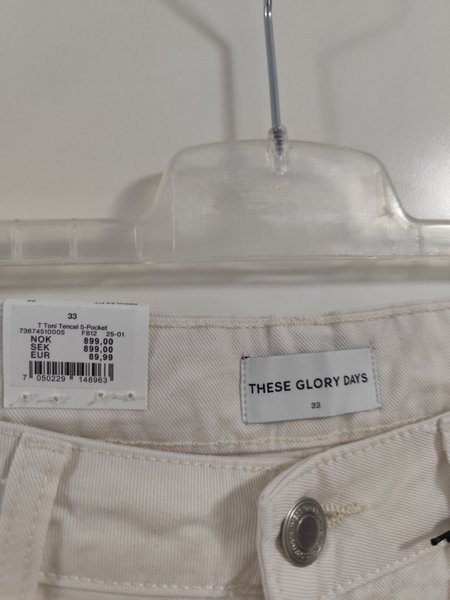 33
T Toni Tencel 5-Pocket
73674510005 F812 25-01
NOK 899,00
SEK 899,00
EUR 89,99
7 050229 148963
THESE GLORY DAYS
33